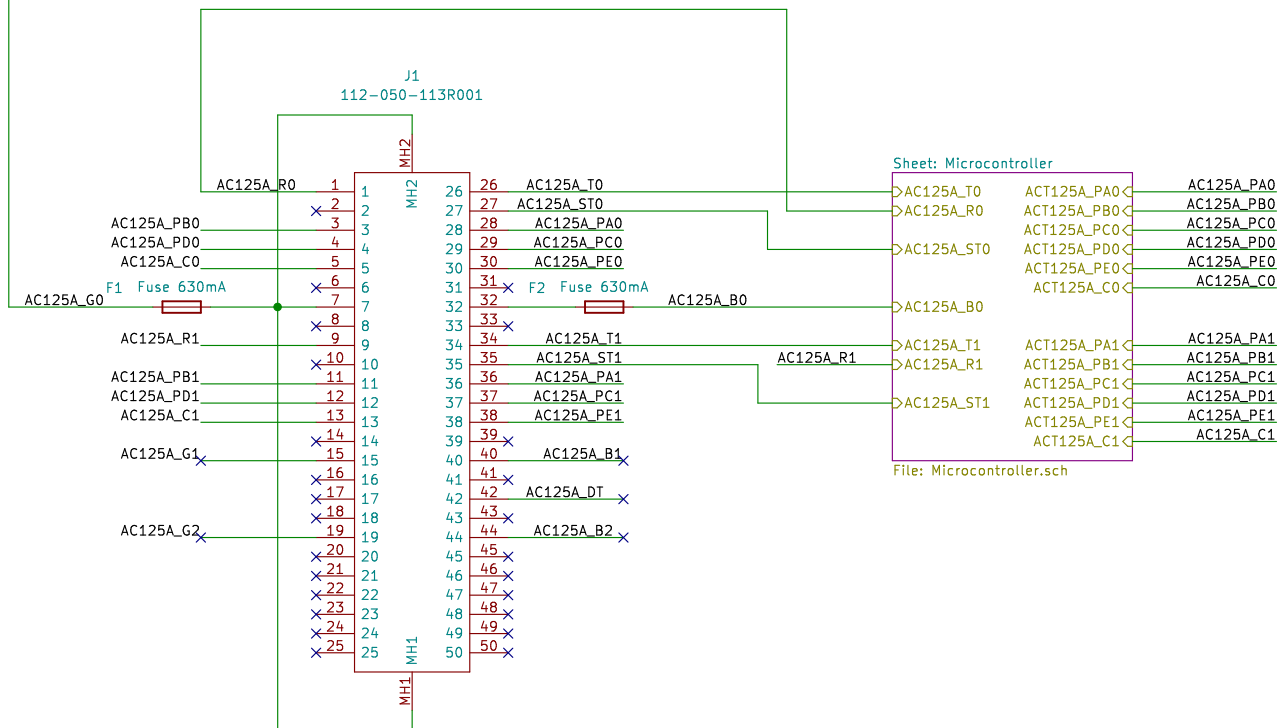 J1
112-050-113R001
MH2
MH2
Sheet: Microcontroller
AC125A_R0 1 1 26 26 AC125A_T0 AC125A_T0 ACT125A_PA0 AC125A_PA0
2 2 27 27 AC125A_ST0 AC125A_R0 ACT125A_PB0 AC125A_PB0
AC125A_PB0 3 3 28 28 AC125A_PA0 ACT125A_PC0 AC125A_PC0
AC125A_PD0 4 4 29 29 AC125A_PC0 AC125A_ST0 ACT125A_PD0 AC125A_PD0
AC125A_C0 5 5 30 30 AC125A_PE0 ACT125A_PE0 AC125A_PE0
F1 Fuse 630mA 6 6 31 31 F2 Fuse 630mA ACT125A_C0 AC125A_C0
AC125A_G0 7 7 32 32 AC125A_B0 AC125A_B0
8 8 33 33
AC125A_R1 9 9 34 34 AC125A_T1 AC125A_T1 ACT125A_PA1 AC125A_PA1
10 10 35 35 AC125A_ST1 AC125A_R1 AC125A_R1 ACT125A_PB1 AC125A_PB1
AC125A_PB1 11 11 36 36 AC125A_PA1 ACT125A_PC1 AC125A_PC1
AC125A_PD1 12 12 37 37 AC125A_PC1 AC125A_ST1 ACT125A_PD1 AC125A_PD1
AC125A_C1 13 13 38 38 AC125A_PE1 ACT125A_PE1 AC125A_PE1
14 14 39 39 ACT125A_C1 AC125A_C1
AC125A_G1 15 15 40 40 AC125A_B1
File: Microcontroller.sch
16 16 41 41
17 17 42 42 AC125A_DT
18 18 43 43
AC125A_G2 19 19 44 44 AC125A_B2
20 20 45 45
21 21 46 46
22 22 47 47
23 23 48 48
24 24 49 49
25 25 50 50
MH1
MH1